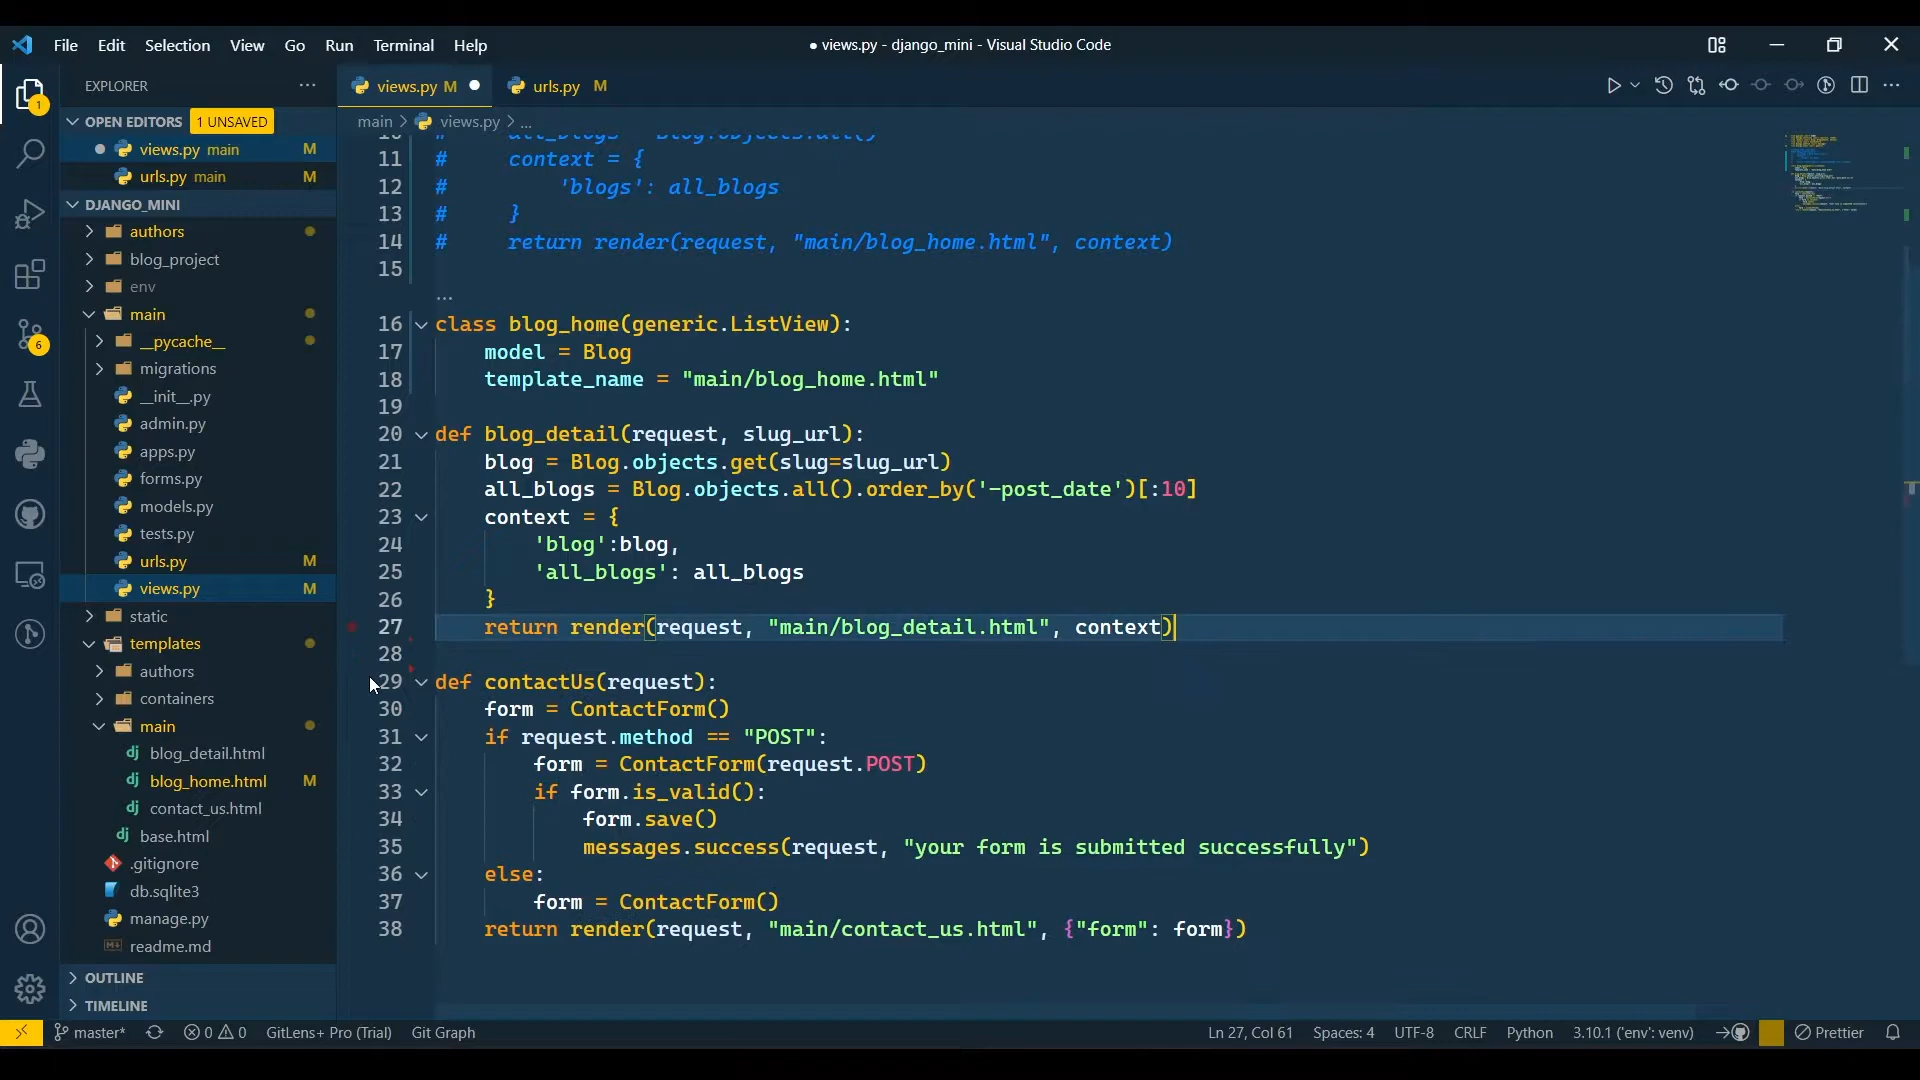 File Edit Selection View Go Run Terminal Help
● views.py - django_mini - Visual Studio Code
EXPLORER
OPEN EDITORS 1 UNSAVED
views.py main M
urls.py main M
DJANGO_MINI
authors
blog_project
env
main
__pycache__
migrations
__init__.py
admin.py
apps.py
forms.py
models.py
tests.py
urls.py M
views.py M
static
templates
authors
containers
main
blog_detail.html
blog_home.html M
contact_us.html
base.html
.gitignore
db.sqlite3
manage.py
readme.md
OUTLINE
TIMELINE
1
6
views.py M
urls.py M
main > views.py > ...
10 # all_blogs = Blog.objects.all()
11 # context = {
12 # 'blogs': all_blogs
13 # }
14 # return render(request, "main/blog_home.html", context)
15
...
16 class blog_home(generic.ListView):
17 model = Blog
18 template_name = "main/blog_home.html"
19
20 def blog_detail(request, slug_url):
21 blog = Blog.objects.get(slug=slug_url)
22 all_blogs = Blog.objects.all().order_by('-post_date')[:10]
23 context = {
24 'blog':blog,
25 'all_blogs': all_blogs
26 }
27 return render(request, "main/blog_detail.html", context)
28
29 def contactUs(request):
30 form = ContactForm()
31 if request.method == "POST":
32 form = ContactForm(request.POST)
33 if form.is_valid():
34 form.save()
35 messages.success(request, "your form is submitted successfully")
36 else:
37 form = ContactForm()
38 return render(request, "main/contact_us.html", {"form": form})
master* 0 0 GitLens+ Pro (Trial) Git Graph
Ln 27, Col 61 Spaces: 4 UTF-8 CRLF Python 3.10.1 ('env': venv) Prettier